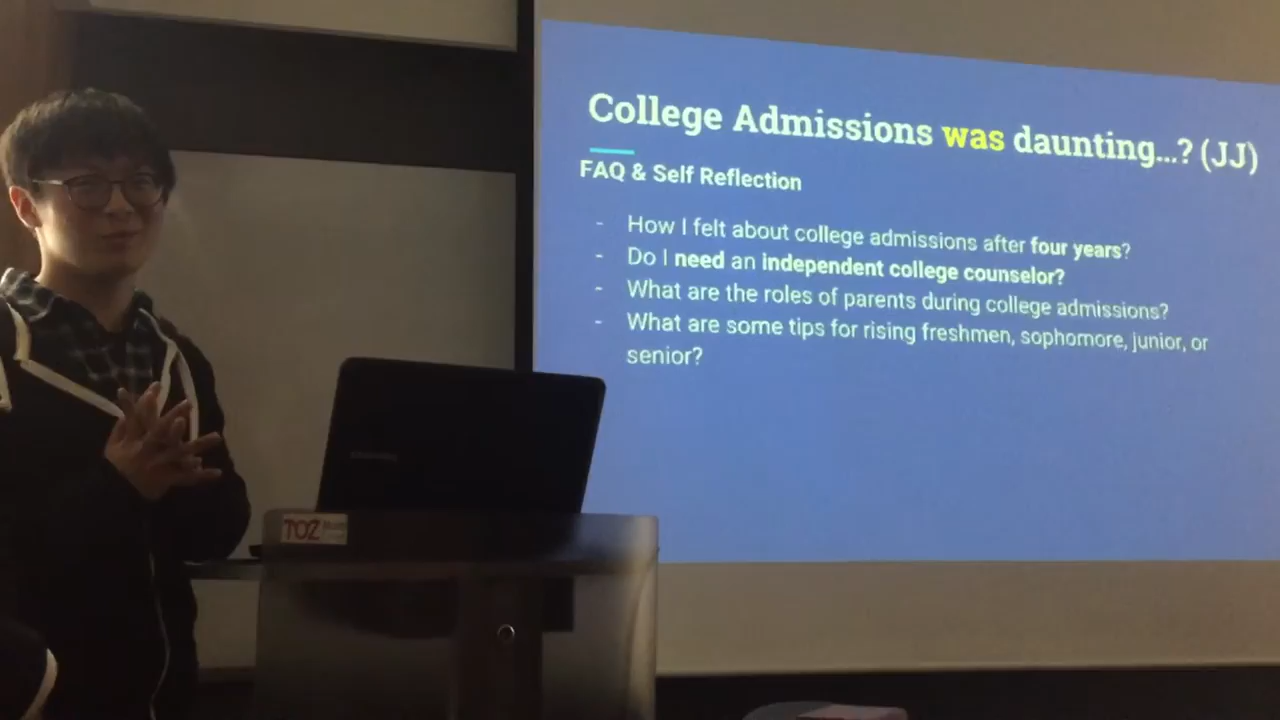 College Admissions was daunting...? (JJ)
FAQ & Self Reflection
- How I felt about college admissions after four years?
- Do I need an independent college counselor?
- What are the roles of parents during college admissions?
- What are some tips for rising freshmen, sophomore, junior, or
senior?
TOZ